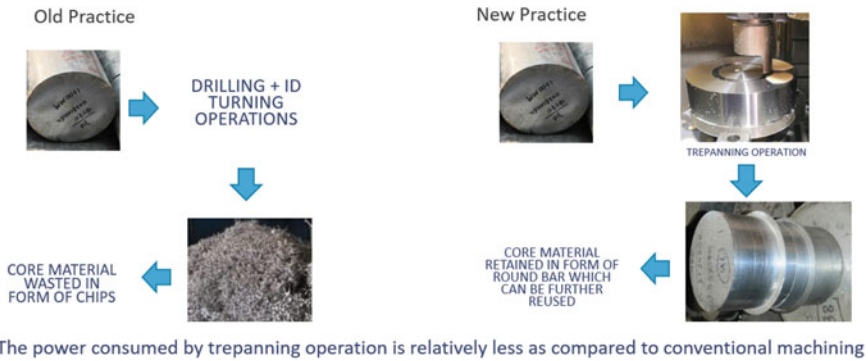 Old Practice
DRILLING + ID
TURNING
OPERATIONS
CORE MATERIAL
WASTED IN
FORM OF CHIPS
New Practice
TREPANNING OPERATION
CORE MATERIAL
RETAINED IN FORM OF
ROUND BAR WHICH
CAN BE FURTHER
REUSED
The power consumed by trepanning operation is relatively less as compared to conventional machining